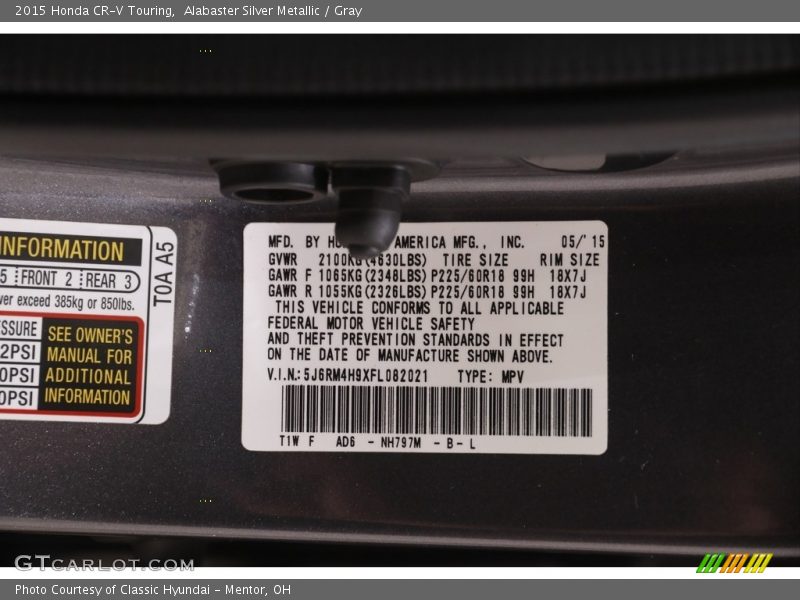 2015 Honda CR-V Touring,  Alabaster Silver Metallic / Gray
INFORMATION
5 FRONT 2 REAR 3
385kg or 850lbs.
2PSI
0PSI
0PSI
SEE OWNER'S
MANUAL FOR
ADDITIONAL
INFORMATION
T0A A5
MFD. BY AMERICA MFG., INC. 05/'15
GVWR 2100KG(4630LBS) TIRE SIZE RIM SIZE
GAWR F 1065KG(2348LBS) P225/60R18 99H 18X7J
GAWR R 1055KG(2326LBS) P225/60R18 99H 18X7J
THIS VEHICLE CONFORMS TO ALL APPLICABLE
FEDERAL MOTOR VEHICLE SAFETY
AND THEFT PREVENTION STANDARDS IN EFFECT
ON THE DATE OF MANUFACTURE SHOWN ABOVE.
V.I.N.: 5J6RM4H9XFL082021 TYPE: MPV
T1W F AD6 - NH797M - B - L
GTCARLOT.COM
Photo Courtesy of Classic Hyundai - Mentor, OH